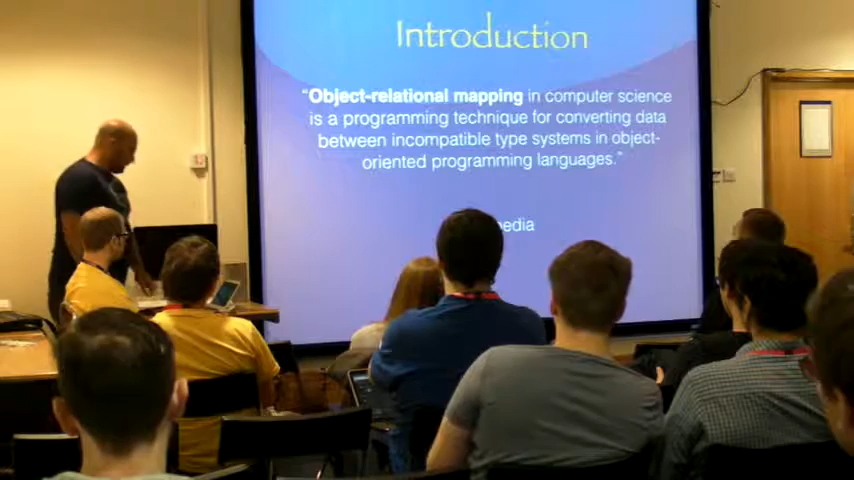 Introduction
"Object-relational mapping in computer science
is a programming technique for converting data
between incompatible type systems in object-
oriented programming languages."